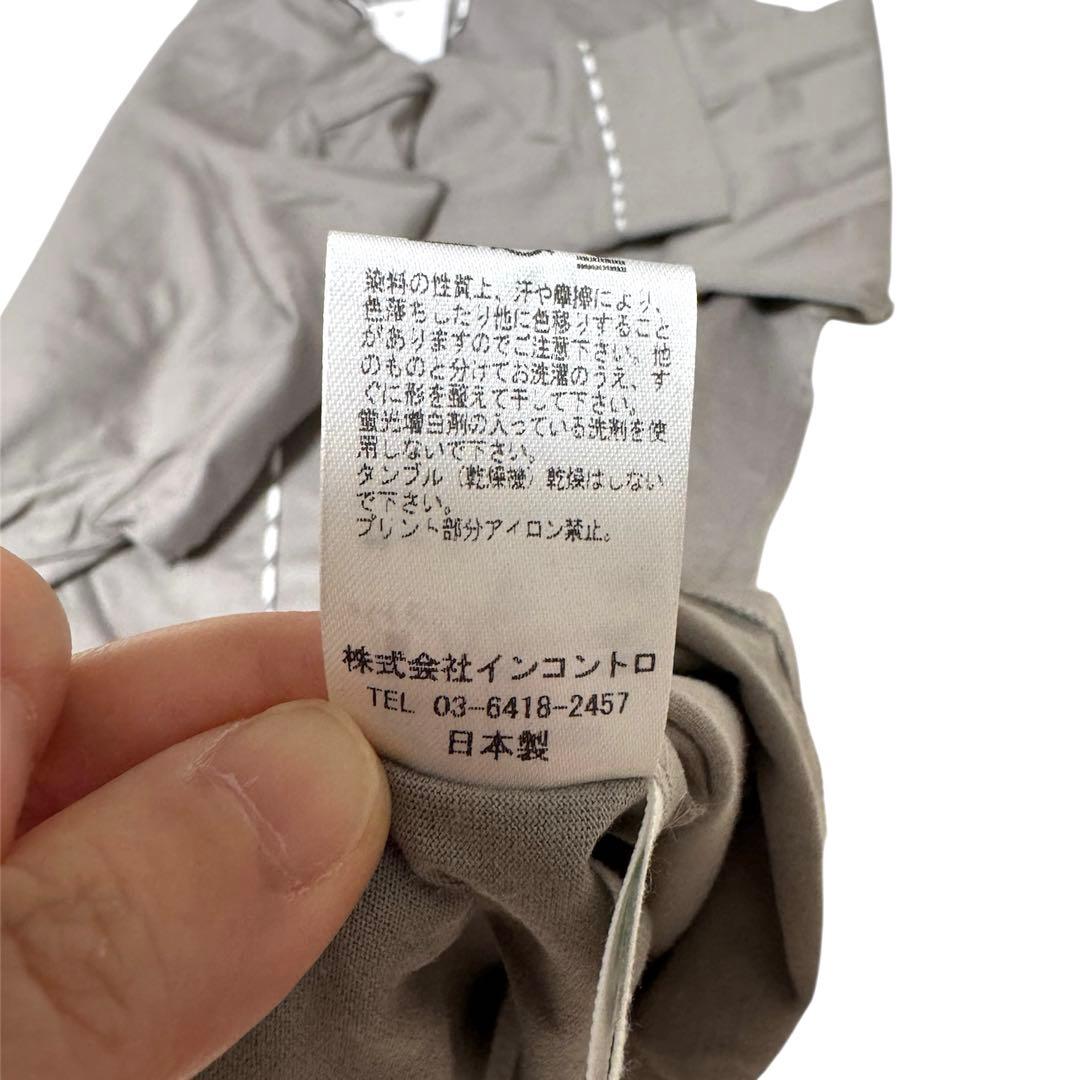 染料の性質上、汗や摩擦により、
色落ちしたり他に色移りすること
がありますのでご注意下さい。他
のものと分けてお洗濯のうえ、す
ぐに形を整えて干して下さい。
蛍光増白剤の入っている洗剤を使
用しないで下さい。
タンブル（乾燥機）乾燥はしない
で下さい。
プリント部分アイロン禁止。
株式会社インコントロ
TEL 03-6418-2457
日本製